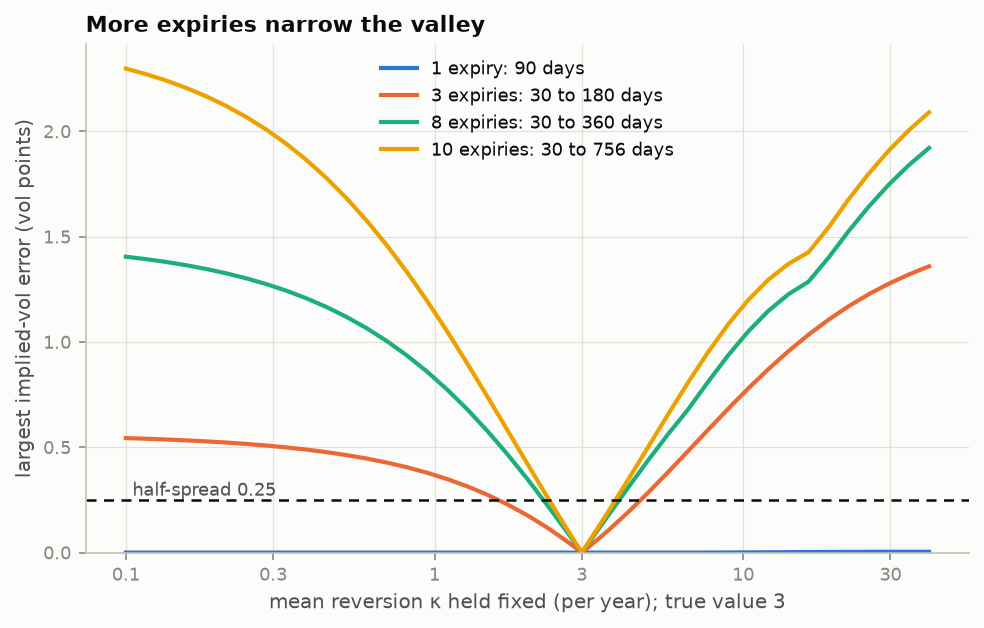 More expiries narrow the valley
1 expiry: 90 days
3 expiries: 30 to 180 days
8 expiries: 30 to 360 days
10 expiries: 30 to 756 days
largest implied-vol error (vol points)
2.0
1.5
1.0
0.5
0.0
half-spread 0.25
0.1
0.3
1
3
10
30
mean reversion κ held fixed (per year); true value 3